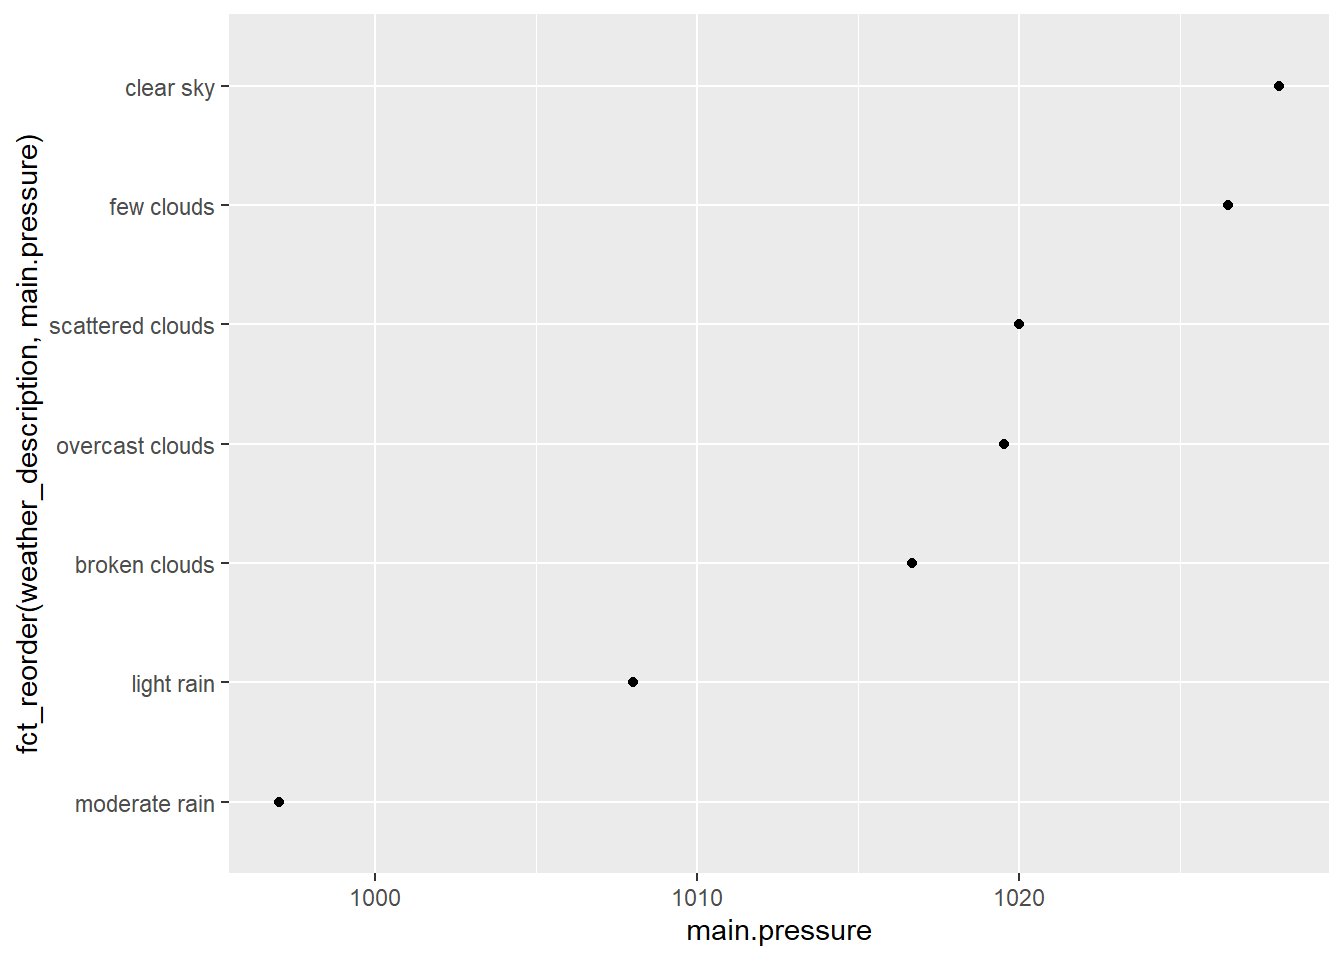 fct_reorder(weather_description, main.pressure)
clear sky
few clouds
scattered clouds
overcast clouds
broken clouds
light rain
moderate rain
1000 1010 1020
main.pressure